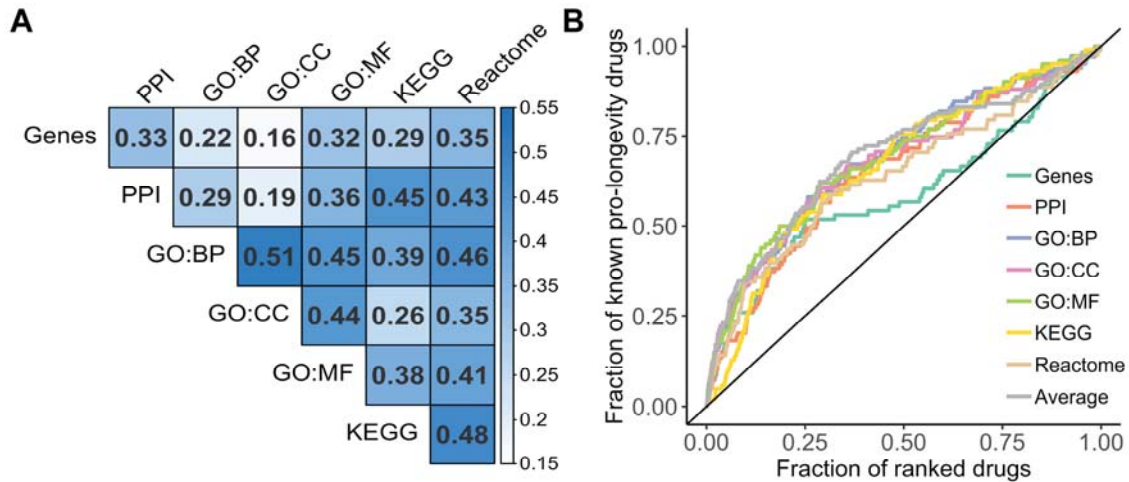 A
PPI GO:BP GO:CC GO:MF KEGG Reactome
Genes 0.33 0.22 0.16 0.32 0.29 0.35
PPI 0.29 0.19 0.36 0.45 0.43
GO:BP 0.51 0.45 0.39 0.46
GO:CC 0.44 0.26 0.35
GO:MF 0.38 0.41
KEGG 0.48
0.55
0.5
0.45
0.4
0.35
0.3
0.25
0.2
0.15
B
Fraction of known pro-longevity drugs
1.00
0.75
0.50
0.25
0.00
0.00 0.25 0.50 0.75 1.00
Fraction of ranked drugs
Genes
PPI
GO:BP
GO:CC
GO:MF
KEGG
Reactome
Average